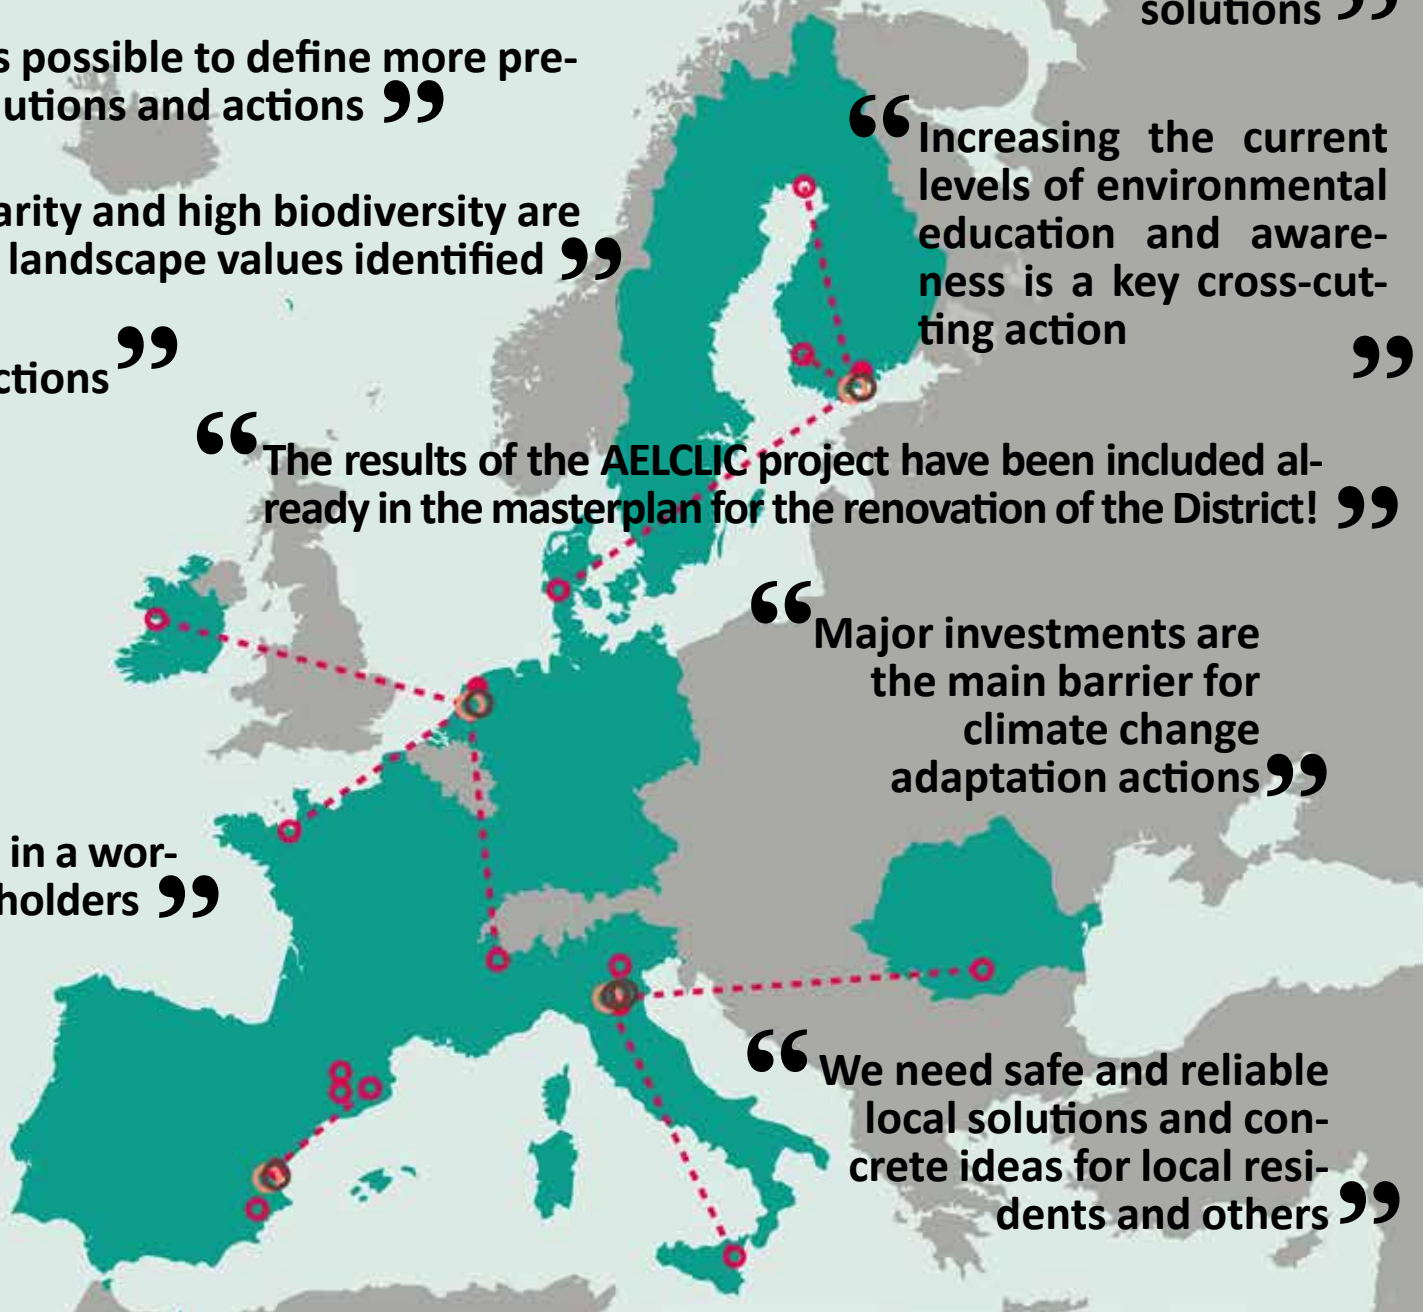 solutions ”
s possible to define more pre-
utions and actions ”
arity and high biodiversity are
landscape values identified ”
ctions ”
“ Increasing the current
levels of environmental
education and aware-
ness is a key cross-cut-
ting action ”
“ The results of the AELCLIC project have been included al-
ready in the masterplan for the renovation of the District! ”
“ Major investments are
the main barrier for
climate change
adaptation actions ”
in a wor-
holders ”
“ We need safe and reliable
local solutions and con-
crete ideas for local resi-
dents and others ”